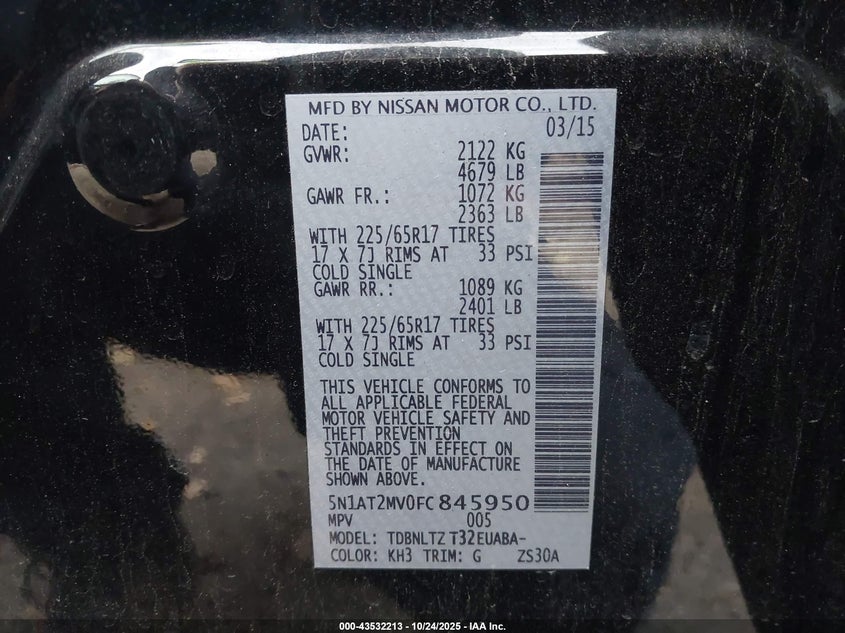 MFD BY NISSAN MOTOR CO., LTD.
DATE: 03/15
GVWR: 2122 KG
4679 LB
GAWR FR.: 1072 KG
2363 LB
WITH 225/65R17 TIRES
17 X 7J RIMS AT 33 PSI
COLD SINGLE
GAWR RR.: 1089 KG
2401 LB
WITH 225/65R17 TIRES
17 X 7J RIMS AT 33 PSI
COLD SINGLE
THIS VEHICLE CONFORMS TO
ALL APPLICABLE FEDERAL
MOTOR VEHICLE SAFETY AND
THEFT PREVENTION
STANDARDS IN EFFECT ON
THE DATE OF MANUFACTURE
SHOWN ABOVE.
5N1AT2MV0FC845950
MPV 005
MODEL: TDBNLTZ T32EUABA-
COLOR: KH3 TRIM: G ZS30A
000-43532213 - 10/24/2025 - IAA Inc.